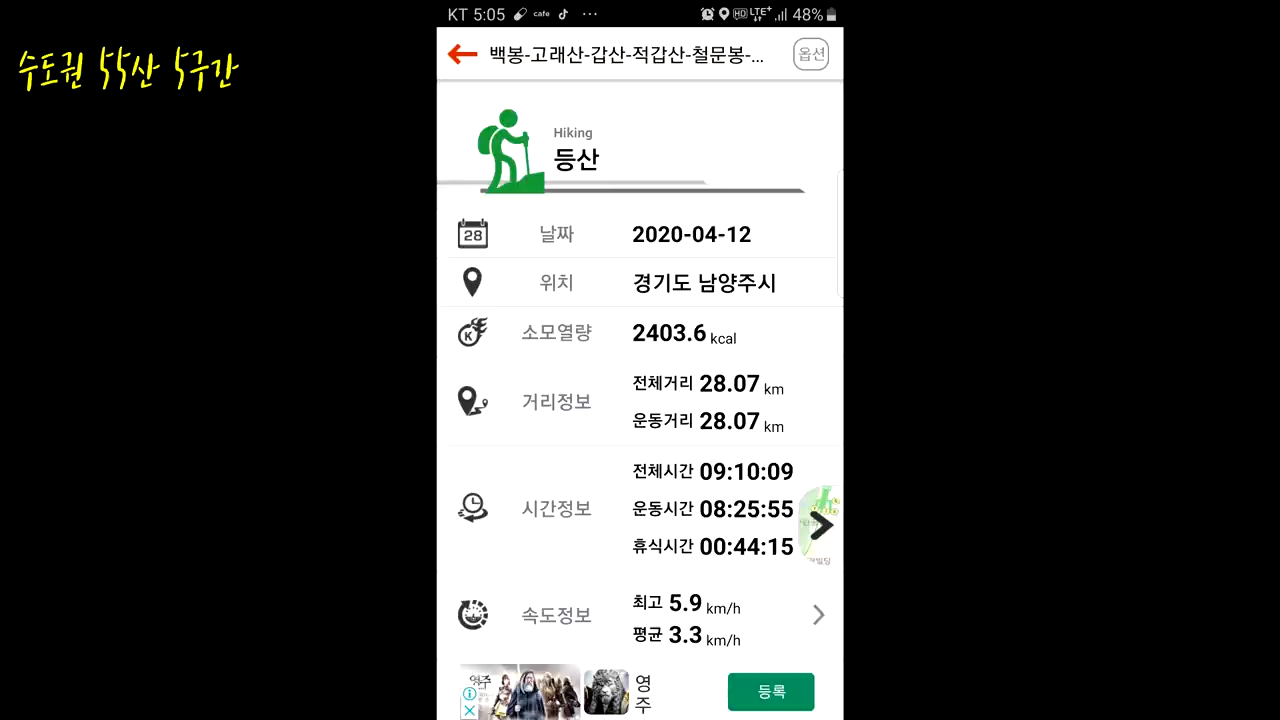 KT 5:05 cafe ··· HD LTE+ 48%
수도권 55산 5구간
백봉-고래산-갑산-적갑산-철문봉-...
옵션
Hiking
등산
28 날짜 2020-04-12
위치 경기도 남양주시
K 소모열량 2403.6 kcal
거리정보
전체거리 28.07 km
운동거리 28.07 km
시간정보
전체시간 09:10:09
운동시간 08:25:55
휴식시간 00:44:15
속도정보
최고 5.9 km/h
평균 3.3 km/h
영주
영주
등록